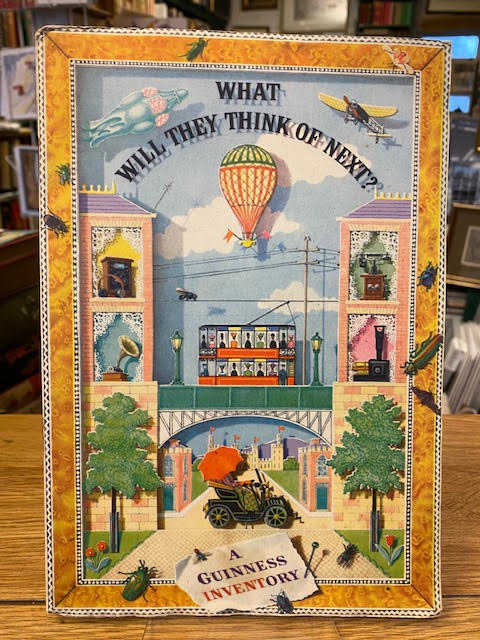 WHAT
WILL THEY THINK OF NEXT?
A
GUINNESS
INVENTORY